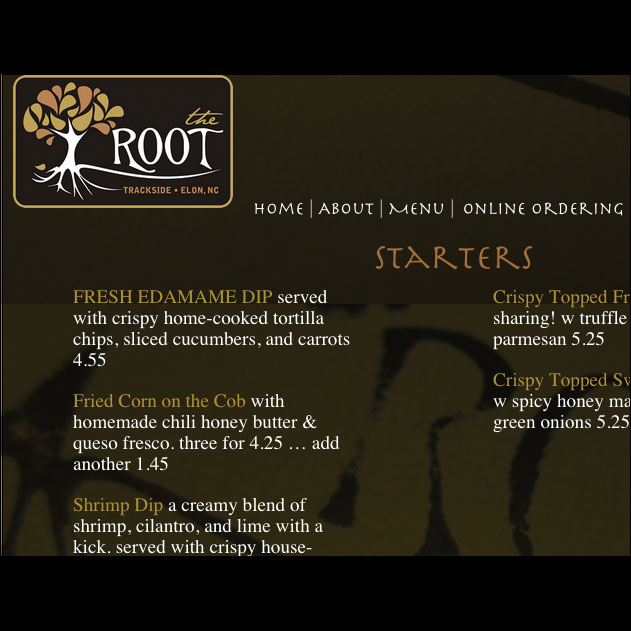 the
ROOT
TRACKSIDE • ELON, NC
HOME | ABOUT | MENU | ONLINE ORDERING
STARTERS
FRESH EDAMAME DIP served
with crispy home-cooked tortilla
chips, sliced cucumbers, and carrots
4.55
Fried Corn on the Cob with
homemade chili honey butter &
queso fresco. three for 4.25 … add
another 1.45
Shrimp Dip a creamy blend of
shrimp, cilantro, and lime with a
kick. served with crispy house-
Crispy Topped Fr
sharing! w truffle
parmesan 5.25
Crispy Topped Sw
w spicy honey ma
green onions 5.25